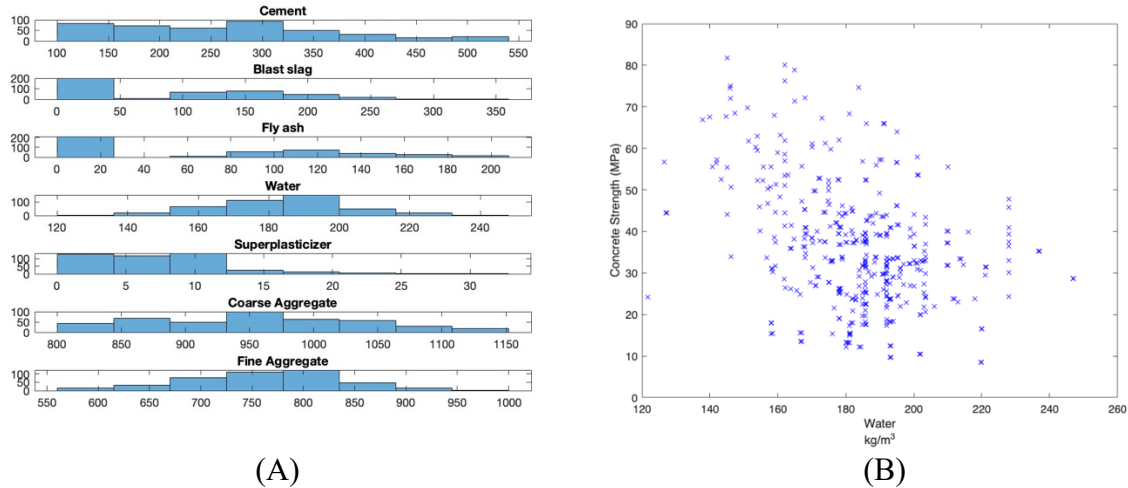 Cement
100
50
0
100 150 200 250 300 350 400 450 500 550
Blast slag
200
100
0
0 50 100 150 200 250 300 350
Fly ash
200
100
0
0 20 40 60 80 100 120 140 160 180 200
Water
100
0
120 140 160 180 200 220 240
Superplasticizer
100
50
0
0 5 10 15 20 25 30
Coarse Aggregate
100
50
0
800 850 900 950 1000 1050 1100 1150
Fine Aggregate
100
50
0
550 600 650 700 750 800 850 900 950 1000
(A)
90
80
70
60
50
40
30
20
10
0
Concrete Strength (MPa)
120 140 160 180 200 220 240 260
Water
kg/m³
(B)